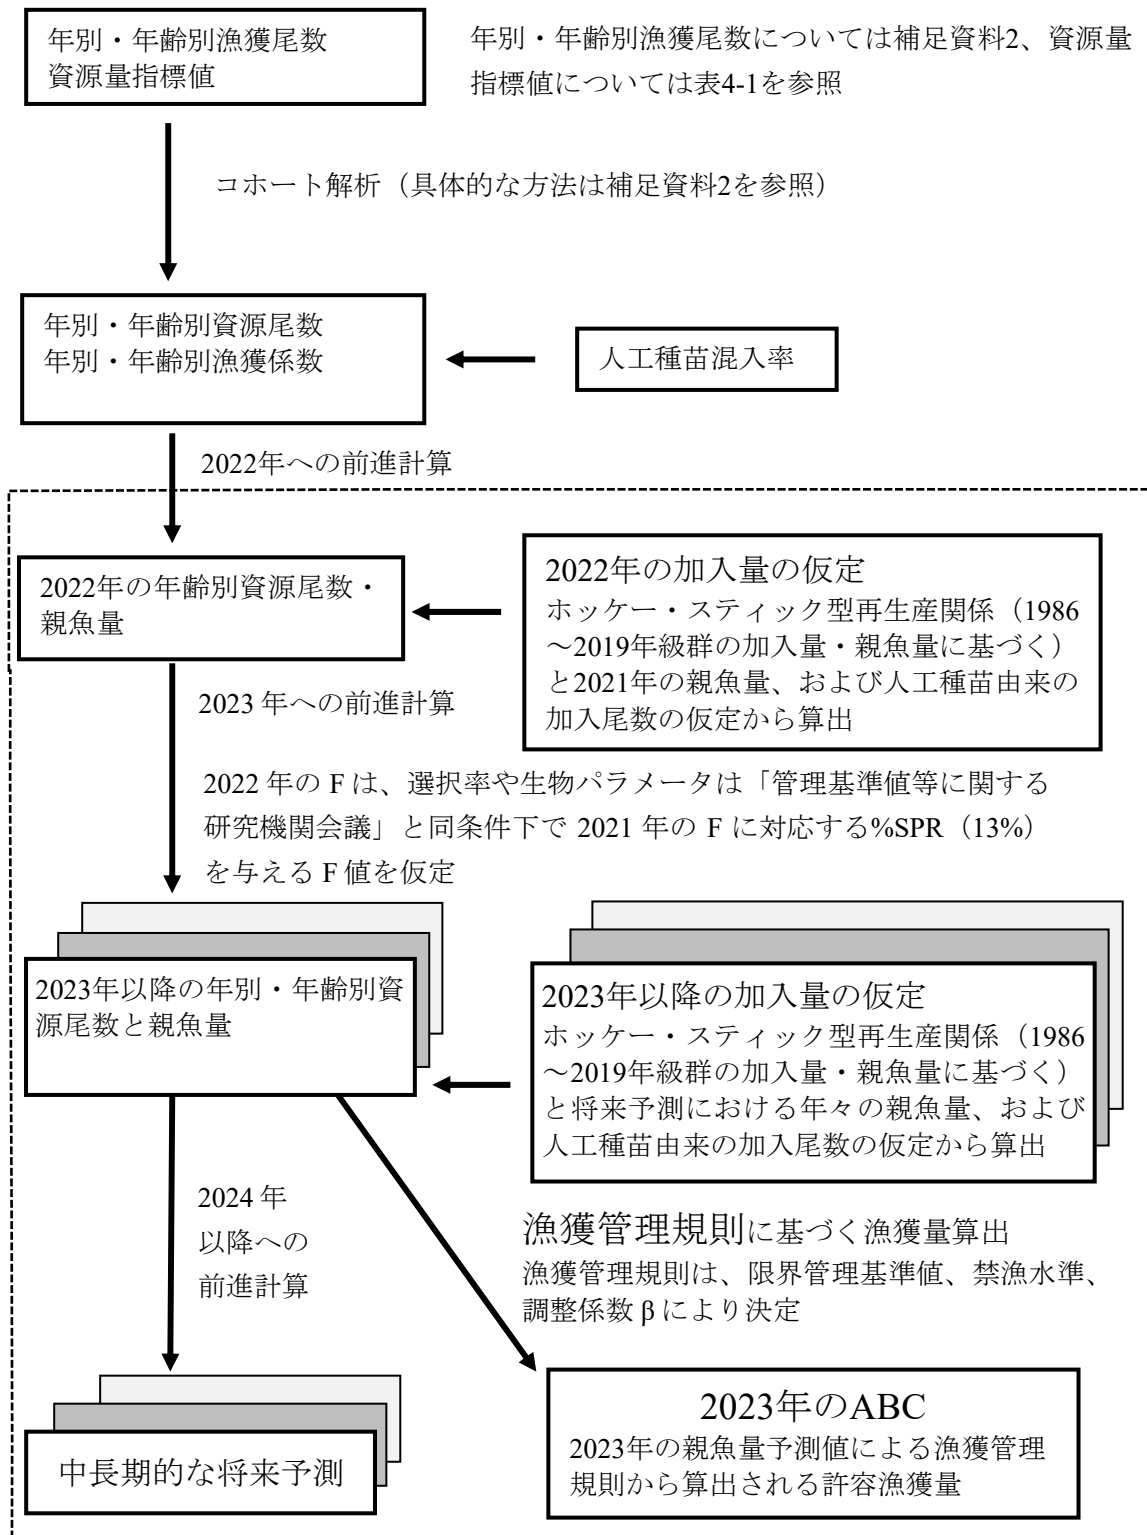 年別・年齢別漁獲尾数
資源量指標値
年別・年齢別漁獲尾数については補足資料2、資源量
指標値については表4-1を参照
コホート解析（具体的な方法は補足資料2を参照）
年別・年齢別資源尾数
年別・年齢別漁獲係数
人工種苗混入率
2022年への前進計算
2022年の年齢別資源尾数・
親魚量
2022年の加入量の仮定
ホッケー・スティック型再生産関係（1986
～2019年級群の加入量・親魚量に基づく）
と2021年の親魚量、および人工種苗由来の
加入尾数の仮定から算出
2023 年への前進計算
2022 年の F は、選択率や生物パラメータは「管理基準値等に関する
研究機関会議」と同条件下で 2021 年の F に対応する%SPR（13%）
を与える F 値を仮定
2023年以降の年別・年齢別資
源尾数と親魚量
2023年以降の加入量の仮定
ホッケー・スティック型再生産関係（1986
～2019年級群の加入量・親魚量に基づく）
と将来予測における年々の親魚量、および
人工種苗由来の加入尾数の仮定から算出
2024 年
以降への
前進計算
漁獲管理規則に基づく漁獲量算出
漁獲管理規則は、限界管理基準値、禁漁水準、
調整係数 β により決定
中長期的な将来予測
2023年のABC
2023年の親魚量予測値による漁獲管理
規則から算出される許容漁獲量